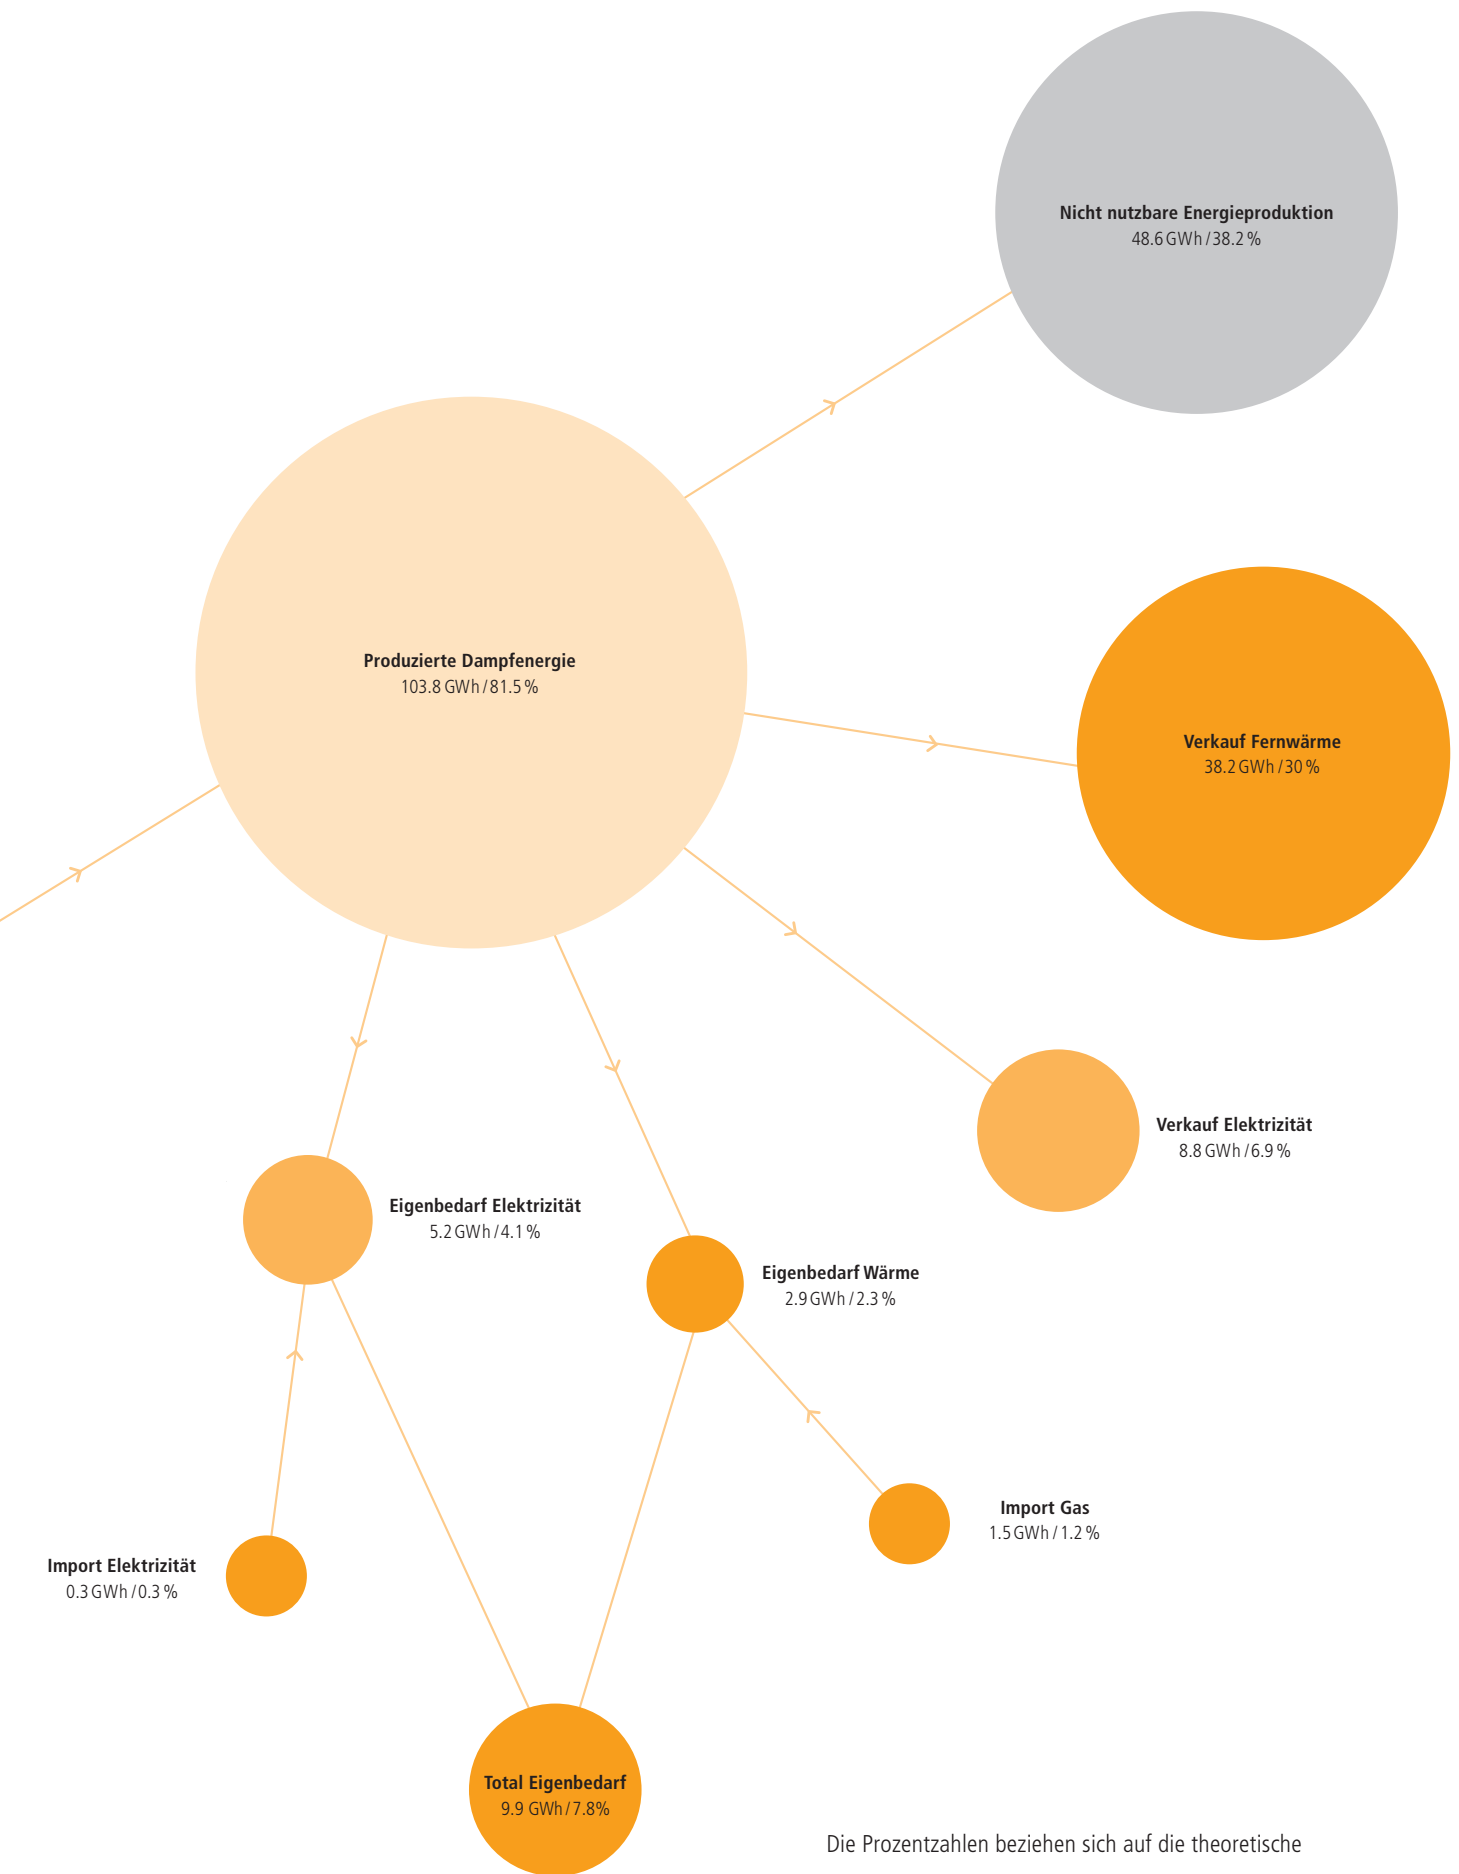 Nicht nutzbare Energieproduktion
48.6 GWh / 38.2 %
Produzierte Dampfenergie
103.8 GWh / 81.5 %
Verkauf Fernwärme
38.2 GWh / 30 %
Verkauf Elektrizität
8.8 GWh / 6.9 %
Eigenbedarf Elektrizität
5.2 GWh / 4.1 %
Eigenbedarf Wärme
2.9 GWh / 2.3 %
Import Gas
1.5 GWh / 1.2 %
Import Elektrizität
0.3 GWh / 0.3 %
Total Eigenbedarf
9.9 GWh / 7.8%
Die Prozentzahlen beziehen sich auf die theoretische